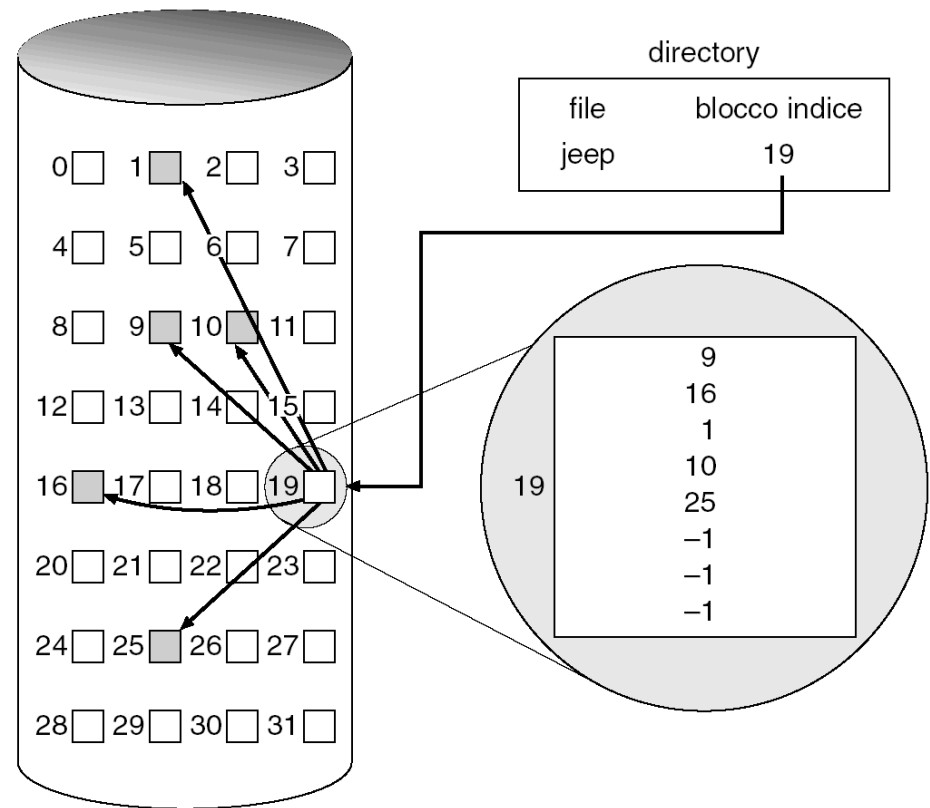 directory
file blocco indice
jeep 19
0 1 2 3
4 5 6 7
8 9 10 11
12 13 14 15
16 17 18 19
20 21 22 23
24 25 26 27
28 29 30 31
19
9
16
1
10
25
–1
–1
–1